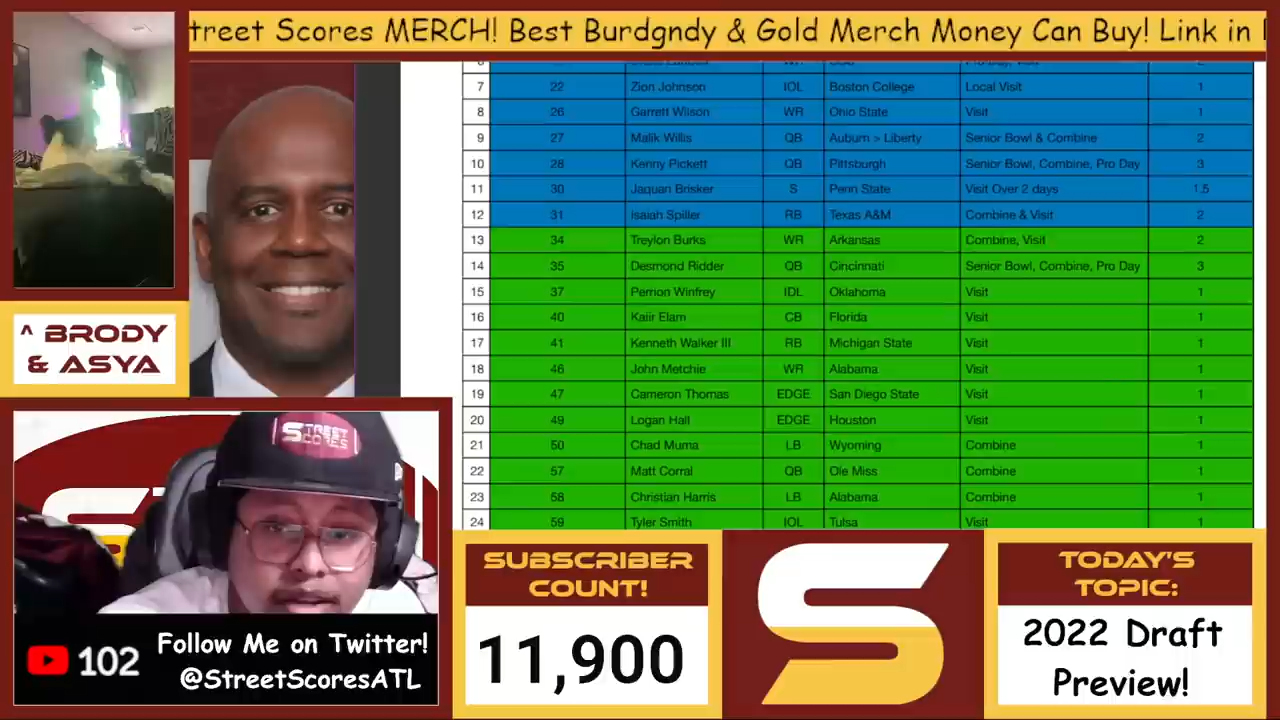 treet Scores MERCH! Best Burdgndy & Gold Merch Money Can Buy! Link in
7 22 Zion Johnson IOL Boston College Local Visit 1
8 26 Garrett Wilson WR Ohio State Visit 1
9 27 Malik Willis QB Auburn > Liberty Senior Bowl & Combine 2
10 28 Kenny Pickett QB Pittsburgh Senior Bowl, Combine, Pro Day 3
11 30 Jaquan Brisker S Penn State Visit Over 2 days 1.5
12 31 Isaiah Spiller RB Texas A&M Combine & Visit 2
13 34 Treylon Burks WR Arkansas Combine, Visit 2
14 35 Desmond Ridder QB Cincinnati Senior Bowl, Combine, Pro Day 3
15 37 Perrion Winfrey IDL Oklahoma Visit 1
16 40 Kaiir Elam CB Florida Visit 1
17 41 Kenneth Walker III RB Michigan State Visit 1
18 46 John Metchie WR Alabama Visit 1
19 47 Cameron Thomas EDGE San Diego State Visit 1
20 49 Logan Hall EDGE Houston Visit 1
21 50 Chad Muma LB Wyoming Combine 1
22 57 Matt Corral QB Ole Miss Combine 1
23 58 Christian Harris LB Alabama Combine 1
24 59 Tyler Smith IOL Tulsa Visit 1
^ BRODY
& ASYA
STREET
SCORES
102
Follow Me on Twitter!
@StreetScoresATL
SUBSCRIBER
COUNT!
11,900
S
TODAY'S
TOPIC:
2022 Draft
Preview!